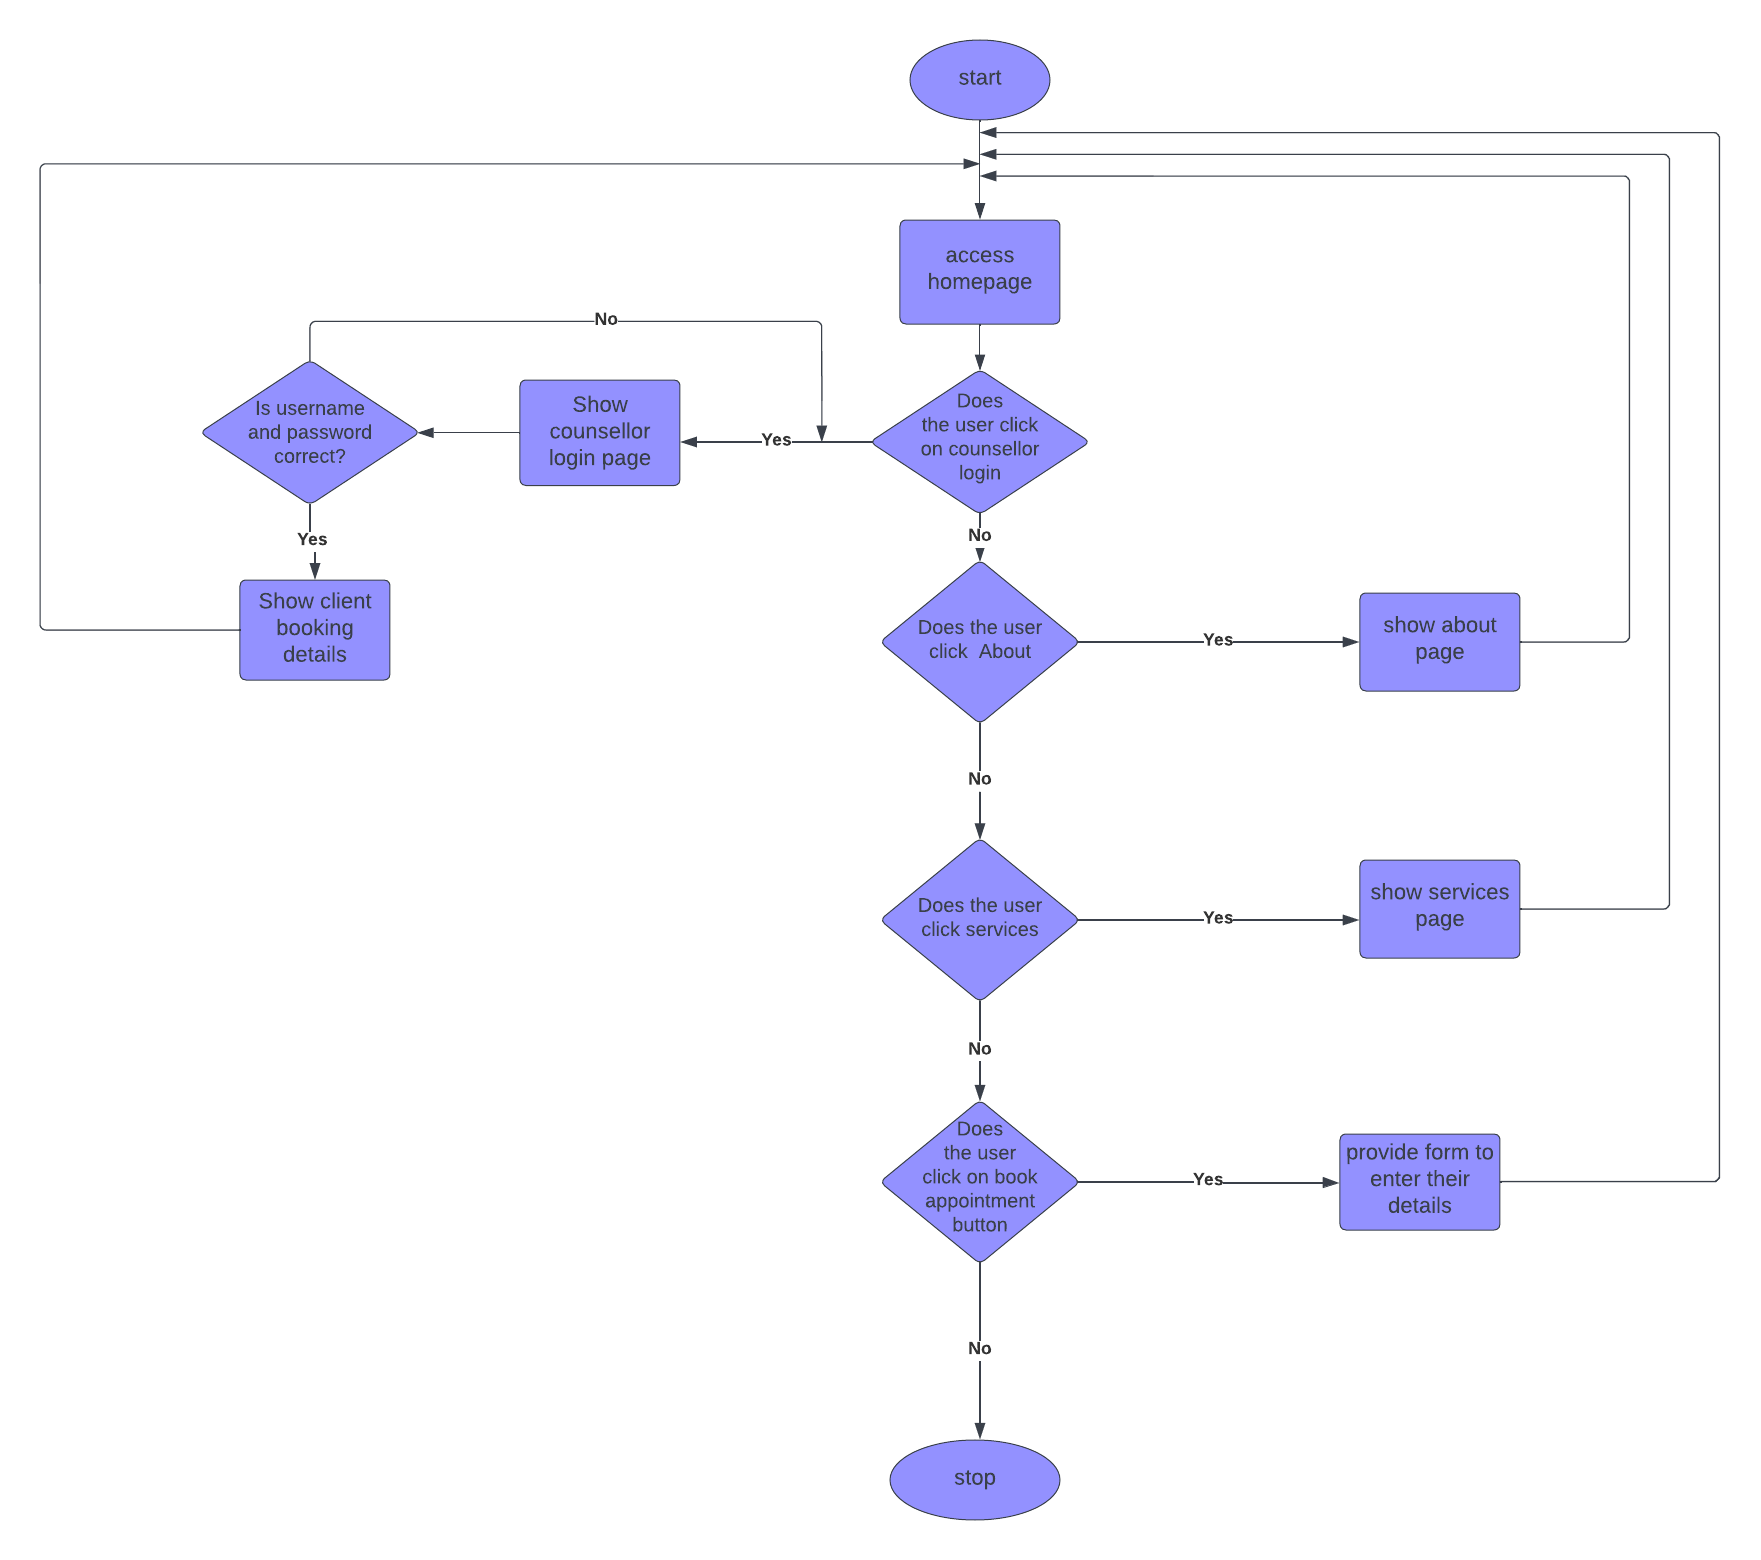 start
access
homepage
No
Is username
and password
correct?
Show
counsellor
login page
Yes
Does
the user click
on counsellor
login
Yes
No
Show client
booking
details
Does the user
click  About
Yes
show about
page
No
Does the user
click services
Yes
show services
page
No
Does
the user
click on book
appointment
button
Yes
provide form to
enter their
details
No
stop